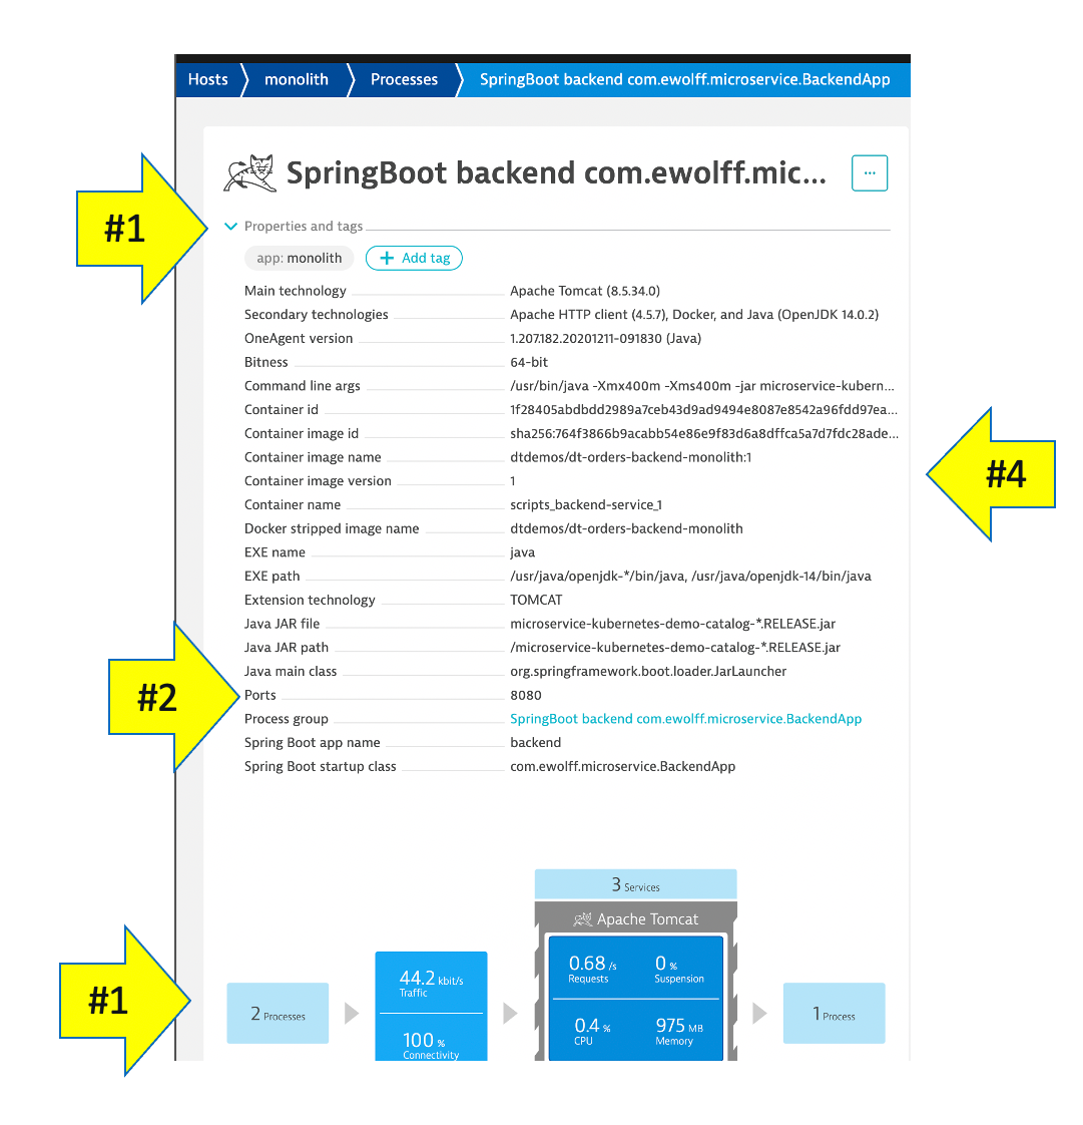 Hosts monolith Processes SpringBoot backend com.ewolff.microservice.BackendApp
SpringBoot backend com.ewolff.mic... ...
#1
Properties and tags
app: monolith + Add tag
Main technology Apache Tomcat (8.5.34.0)
Secondary technologies Apache HTTP client (4.5.7), Docker, and Java (OpenJDK 14.0.2)
OneAgent version 1.207.182.20201211-091830 (Java)
Bitness 64-bit
Command line args /usr/bin/java -Xmx400m -Xms400m -jar microservice-kubern...
Container id 1f28405abdbdd2989a7ceb43d9ad9494e8087e8542a96fdd97ea...
Container image id sha256:764f3866b9acabb54e86e9f83d6a8dffca5a7d7fdc28ade...
Container image name dtdemos/dt-orders-backend-monolith:1
#4
Container image version 1
Container name scripts_backend-service_1
Docker stripped image name dtdemos/dt-orders-backend-monolith
EXE name java
EXE path /usr/java/openjdk-*/bin/java, /usr/java/openjdk-14/bin/java
Extension technology TOMCAT
Java JAR file microservice-kubernetes-demo-catalog-*.RELEASE.jar
Java JAR path /microservice-kubernetes-demo-catalog-*.RELEASE.jar
Java main class org.springframework.boot.loader.JarLauncher
#2
Ports 8080
Process group SpringBoot backend com.ewolff.microservice.BackendApp
Spring Boot app name backend
Spring Boot startup class com.ewolff.microservice.BackendApp
3 Services
Apache Tomcat
#1
2 Processes
44.2 kbit/s
Traffic
100 %
Connectivity
0.68 /s 0 %
Requests Suspension
0.4 % 975 MB
CPU Memory
1 Process